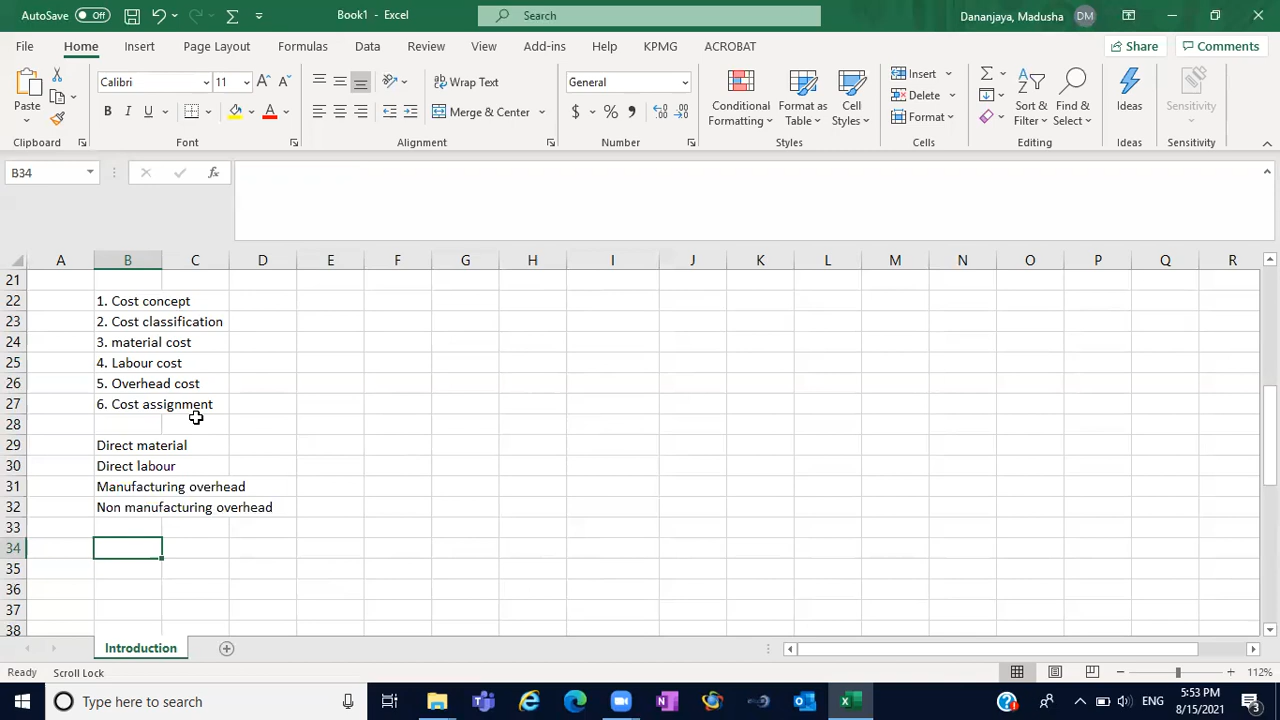 AutoSave Off Book1 - Excel Search Dananjaya, Madusha DM
File Home Insert Page Layout Formulas Data Review View Add-ins Help KPMG ACROBAT Share Comments
Calibri 11 Wrap Text General Insert
Paste Merge & Center $ % Conditional Formatting Format as Table Cell Styles Delete Sort & Filter Find & Select Ideas Sensitivity
B I U A Format
Clipboard Font Alignment Number Styles Cells Editing Ideas Sensitivity
B34 fx
A B C D E F G H I J K L M N O P Q R
21
22 1. Cost concept
23 2. Cost classification
24 3. material cost
25 4. Labour cost
26 5. Overhead cost
27 6. Cost assignment
28
29 Direct material
30 Direct labour
31 Manufacturing overhead
32 Non manufacturing overhead
33
34
35
36
37
38
Introduction
Ready Scroll Lock 112%
Type here to search ENG 5:53 PM
8/15/2021 3